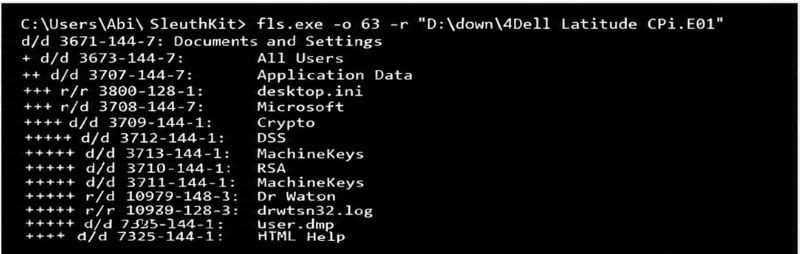 C:\Users\Abi\ SleuthKit> fls.exe -o 63 -r "D:\down\4Dell Latitude CPi.E01"
d/d 3671-144-7: Documents and Settings
+ d/d 3673-144-7: All Users
++ d/d 3707-144-7: Application Data
+++ r/r 3800-128-1: desktop.ini
+++ r/d 3708-144-7: Microsoft
++++ d/d 3709-144-1: Crypto
+++++ d/d 3712-144-1: DSS
+++++ d/d 3713-144-1: MachineKeys
+++++ d/d 3710-144-1: RSA
+++++ d/d 3711-144-1: MachineKeys
+++++ r/d 10979-148-3: Dr Waton
+++++ r/r 10980-128-3: drwtsn32.log
+++++ d/d 7325-144-1: user.dmp
++++ d/d 7325-144-1: HTML Help